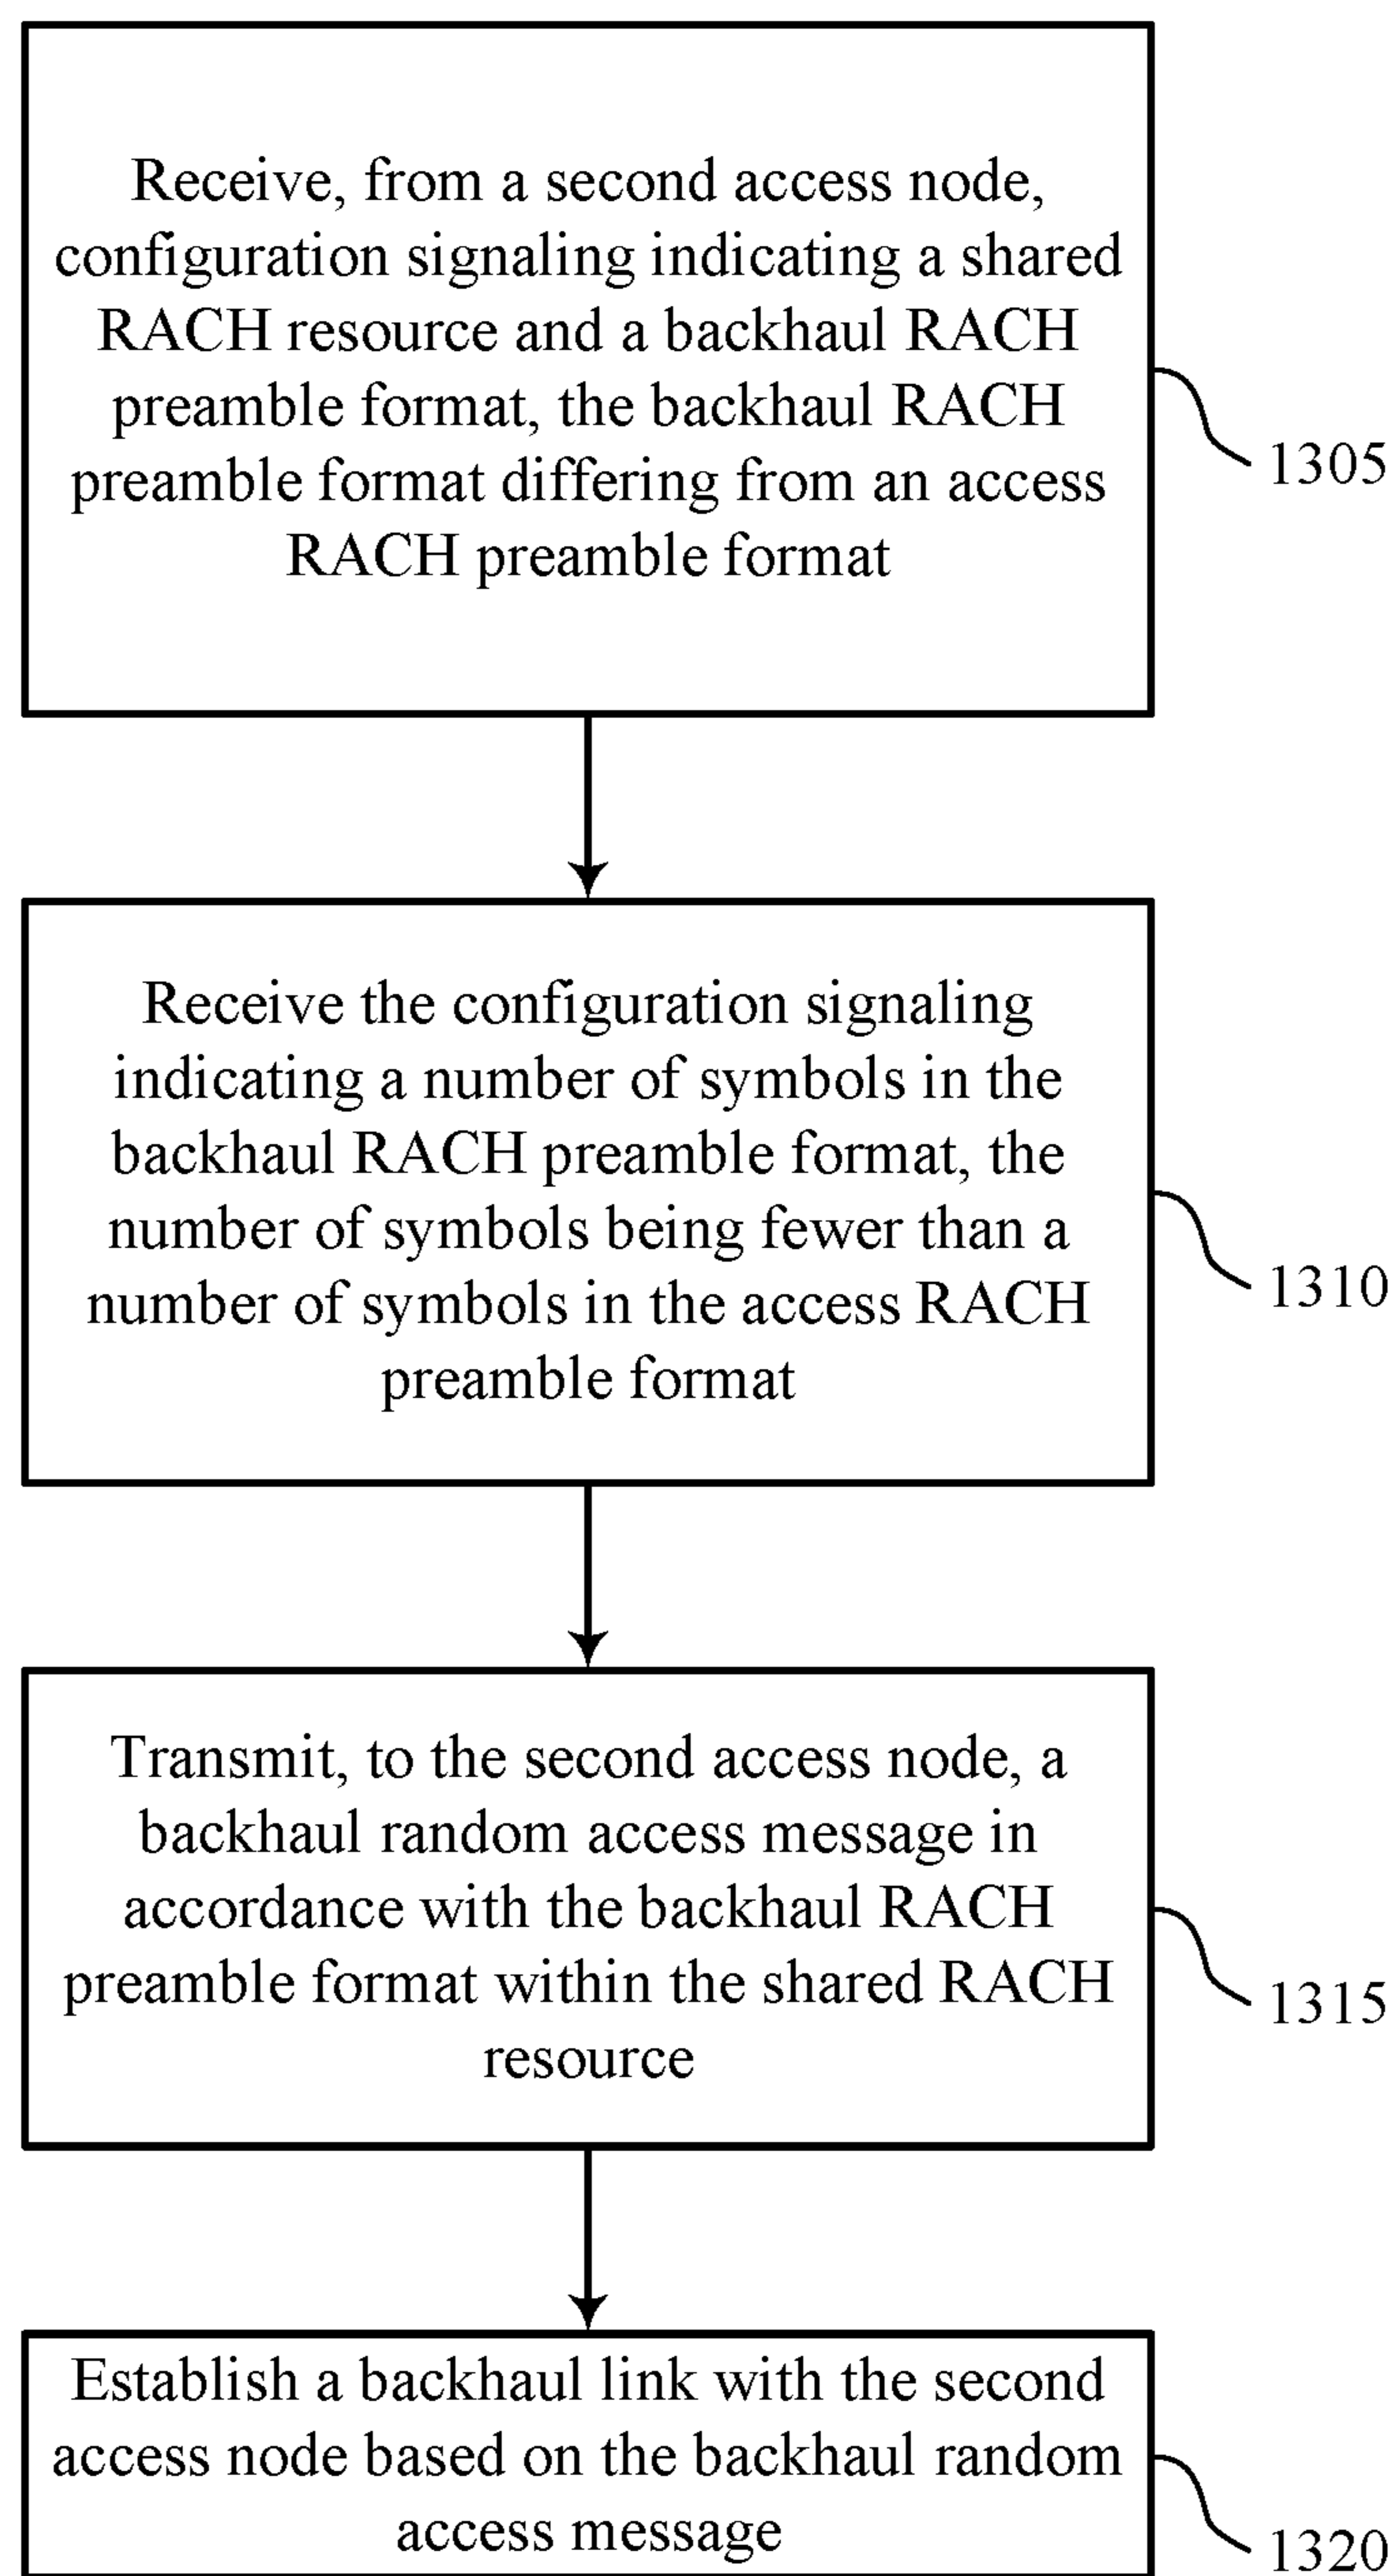 Receive, from a second access node,
configuration signaling indicating a shared
RACH resource and a backhaul RACH
preamble format, the backhaul RACH
preamble format differing from an access
RACH preamble format
1305
Receive the configuration signaling
indicating a number of symbols in the
backhaul RACH preamble format, the
number of symbols being fewer than a
number of symbols in the access RACH
preamble format
1310
Transmit, to the second access node, a
backhaul random access message in
accordance with the backhaul RACH
preamble format within the shared RACH
resource
1315
Establish a backhaul link with the second
access node based on the backhaul random
access message
1320